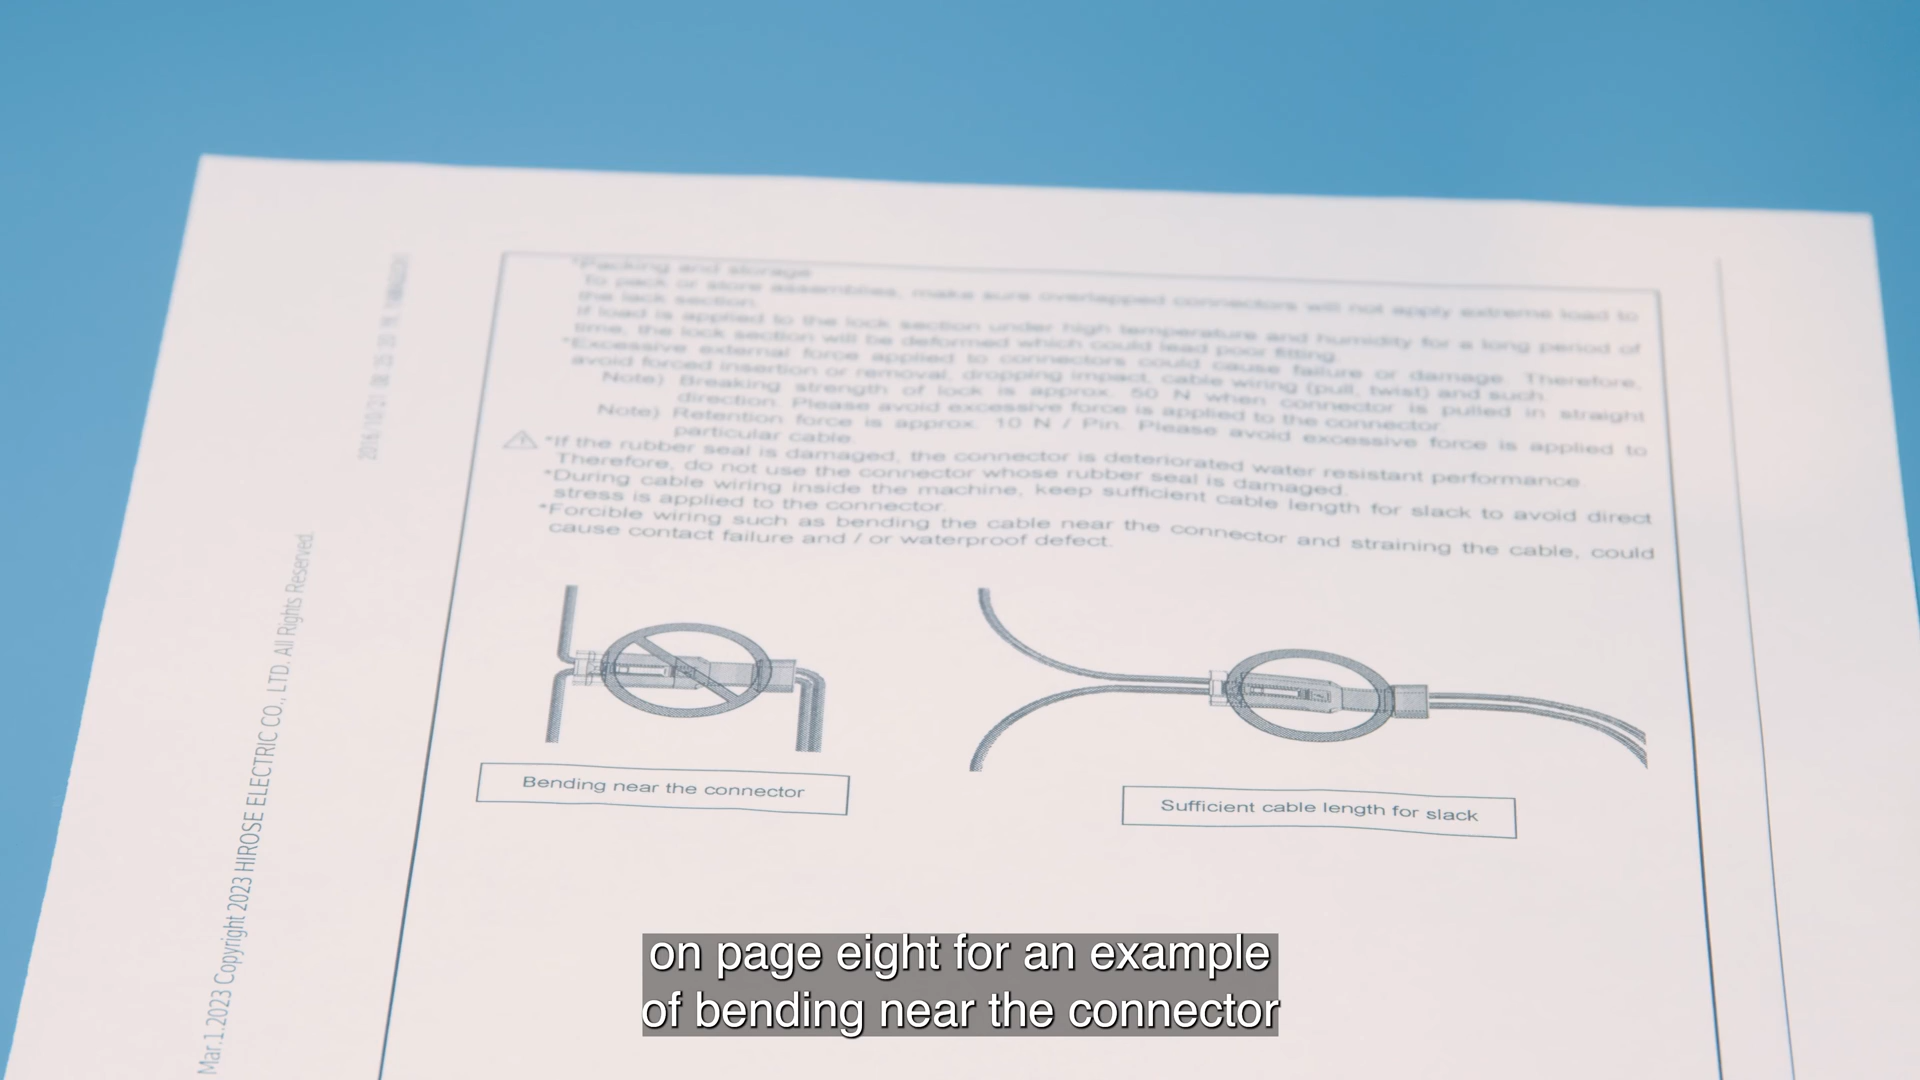 *Packing and storage
To pack or store assemblies, make sure overlapped connectors will not apply extreme load to
the lock section.
If load is applied to the lock section under high temperature and humidity for a long period of
time, the lock section will be deformed which could lead poor fitting.
*Excessive external force applied to connectors could cause failure or damage. Therefore,
avoid forced insertion or removal, dropping impact, cable wiring (pull, twist) and such.
Note) Breaking strength of lock is approx. 50 N when connector is pulled in straight
direction. Please avoid excessive force is applied to the connector.
Note) Retention force is approx. 10 N / Pin. Please avoid excessive force is applied to
particular cable.
*If the rubber seal is damaged, the connector is deteriorated water resistant performance.
Therefore, do not use the connector whose rubber seal is damaged.
*During cable wiring inside the machine, keep sufficient cable length for slack to avoid direct
stress is applied to the connector.
*Forcible wiring such as bending the cable near the connector and straining the cable, could
cause contact failure and / or waterproof defect.
Bending near the connector
Sufficient cable length for slack
Mar.1.2023 Copyright 2023 HIROSE ELECTRIC CO., LTD. All Rights Reserved.
on page eight for an example
of bending near the connector